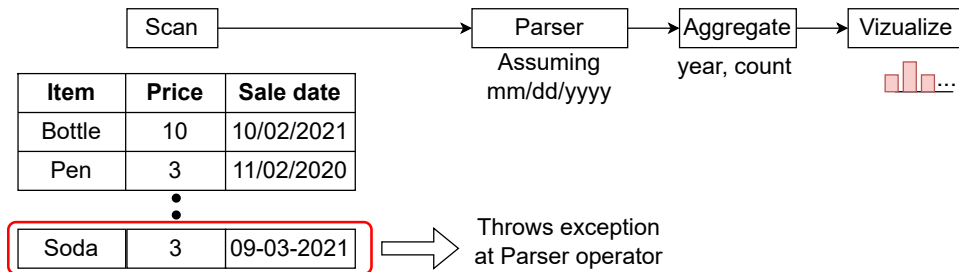 Scan
Parser
Aggregate
Vizualize
Assuming
mm/dd/yyyy
year, count
...
Item Price Sale date
Bottle 10 10/02/2021
Pen 3 11/02/2020
Soda 3 09-03-2021
Throws exception
at Parser operator